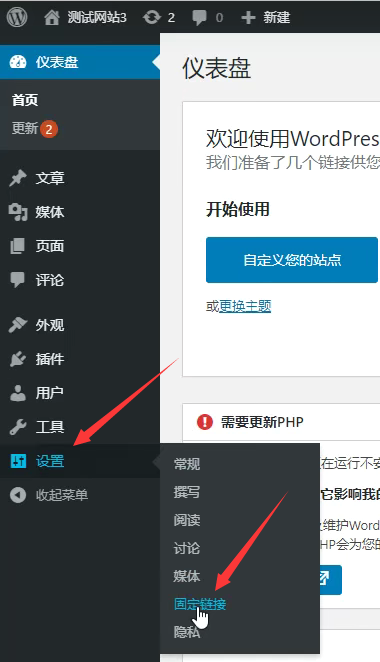 测试网站3 2 0 新建
仪表盘
首页
更新 2
文章
媒体
页面
评论
外观
插件
用户
工具
设置
收起菜单
常规
撰写
阅读
讨论
媒体
固定链接
隐私
仪表盘
欢迎使用WordPres
我们准备了几个链接供您
开始使用
自定义您的站点
或更换主题
需要更新PHP
在运行不安
它影响我的
维护Word
PHP会为您的